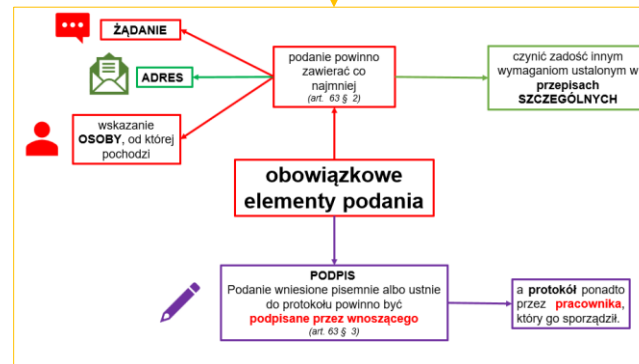 ŻĄDANIE
ADRES
wskazanie
OSOBY, od której
pochodzi
podanie powinno
zawierać co
najmniej
(art. 63 § 2)
czynić zadość innym
wymaganiom ustalonym w
przepisach
SZCZEGÓLNYCH
obowiązkowe
elementy podania
PODPIS
Podanie wniesione pisemnie albo ustnie
do protokołu powinno być
podpisane przez wnoszącego
(art. 63 § 3)
a protokół ponadto
przez pracownika,
który go sporządził.